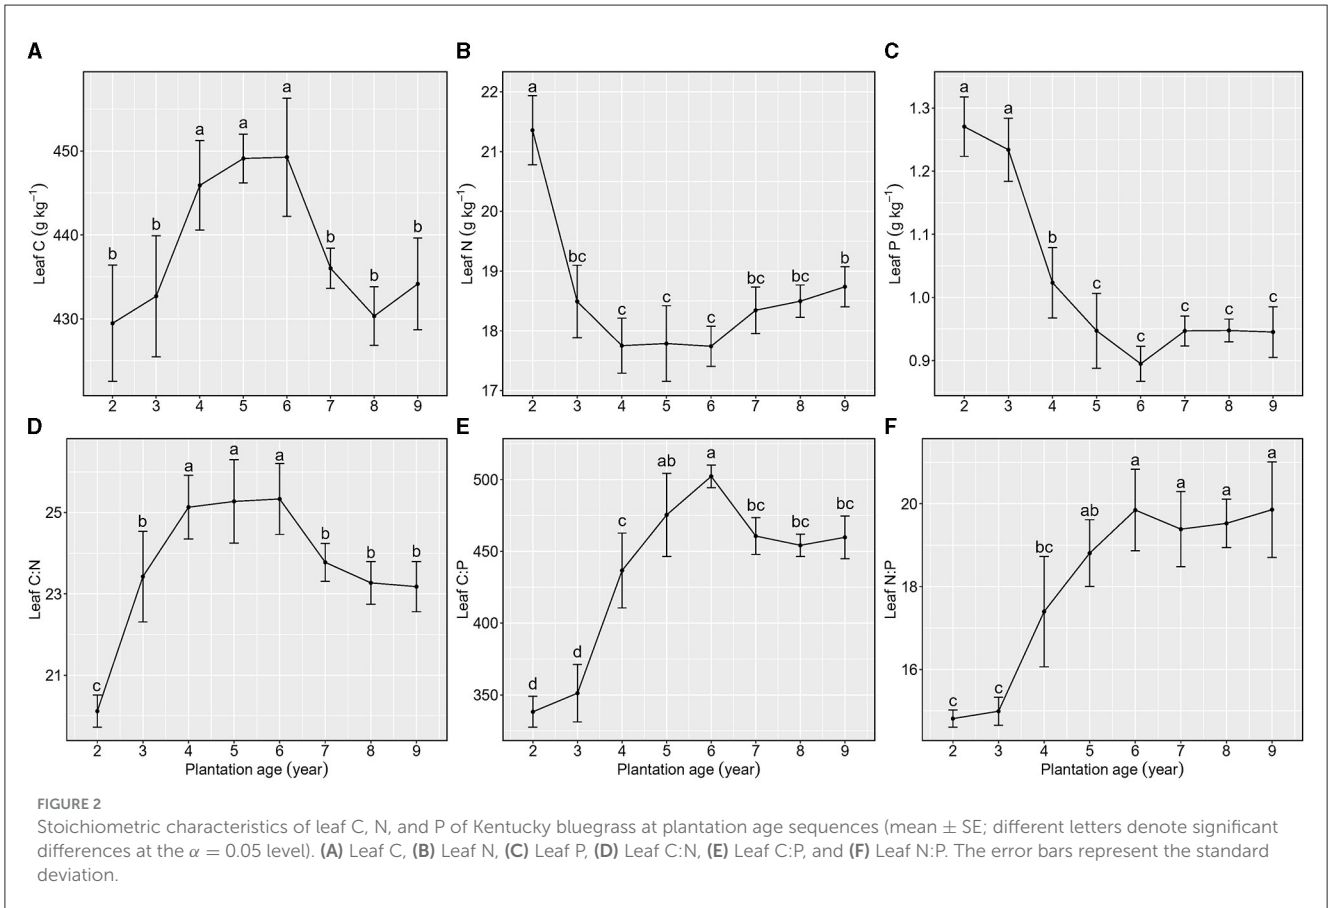 A
B
C
a
a
a
a
b
b
b
b
b
450
440
430
Leaf C (g kg⁻¹)
2 3 4 5 6 7 8 9
a
bc
c
c
c
bc
bc
b
22
21
20
19
18
17
Leaf N (g kg⁻¹)
2 3 4 5 6 7 8 9
a
a
b
c
c
c
c
c
1.3
1.2
1.1
1.0
0.9
Leaf P (g kg⁻¹)
2 3 4 5 6 7 8 9
D
E
F
c
b
a
a
a
b
b
b
25
23
21
Leaf C:N
2 3 4 5 6 7 8 9
Plantation age (year)
d
d
c
ab
a
bc
bc
bc
500
450
400
350
Leaf C:P
2 3 4 5 6 7 8 9
Plantation age (year)
c
c
bc
ab
a
a
a
a
20
18
16
Leaf N:P
2 3 4 5 6 7 8 9
Plantation age (year)
FIGURE 2
Stoichiometric characteristics of leaf C, N, and P of Kentucky bluegrass at plantation age sequences (mean ± SE; different letters denote significant
differences at the α = 0.05 level). (A) Leaf C, (B) Leaf N, (C) Leaf P, (D) Leaf C:N, (E) Leaf C:P, and (F) Leaf N:P. The error bars represent the standard
deviation.